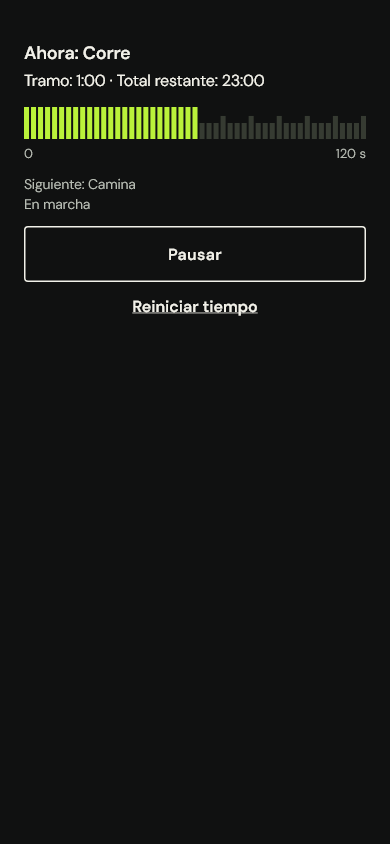 Ahora: Corre
Tramo: 1:00 · Total restante: 23:00
0 120 s
Siguiente: Camina
En marcha
Pausar
Reiniciar tiempo